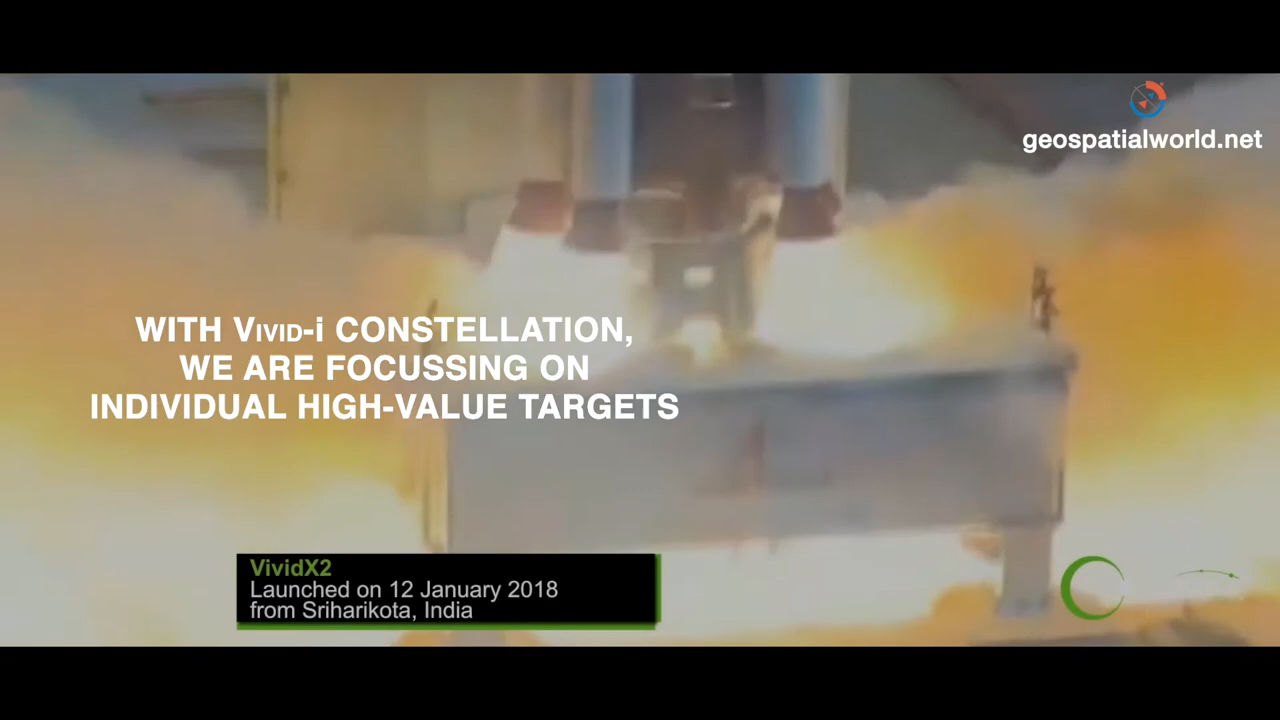 geospatialworld.net
WITH VIVID-i CONSTELLATION,
WE ARE FOCUSSING ON
INDIVIDUAL HIGH-VALUE TARGETS
VividX2
Launched on 12 January 2018
from Sriharikota, India